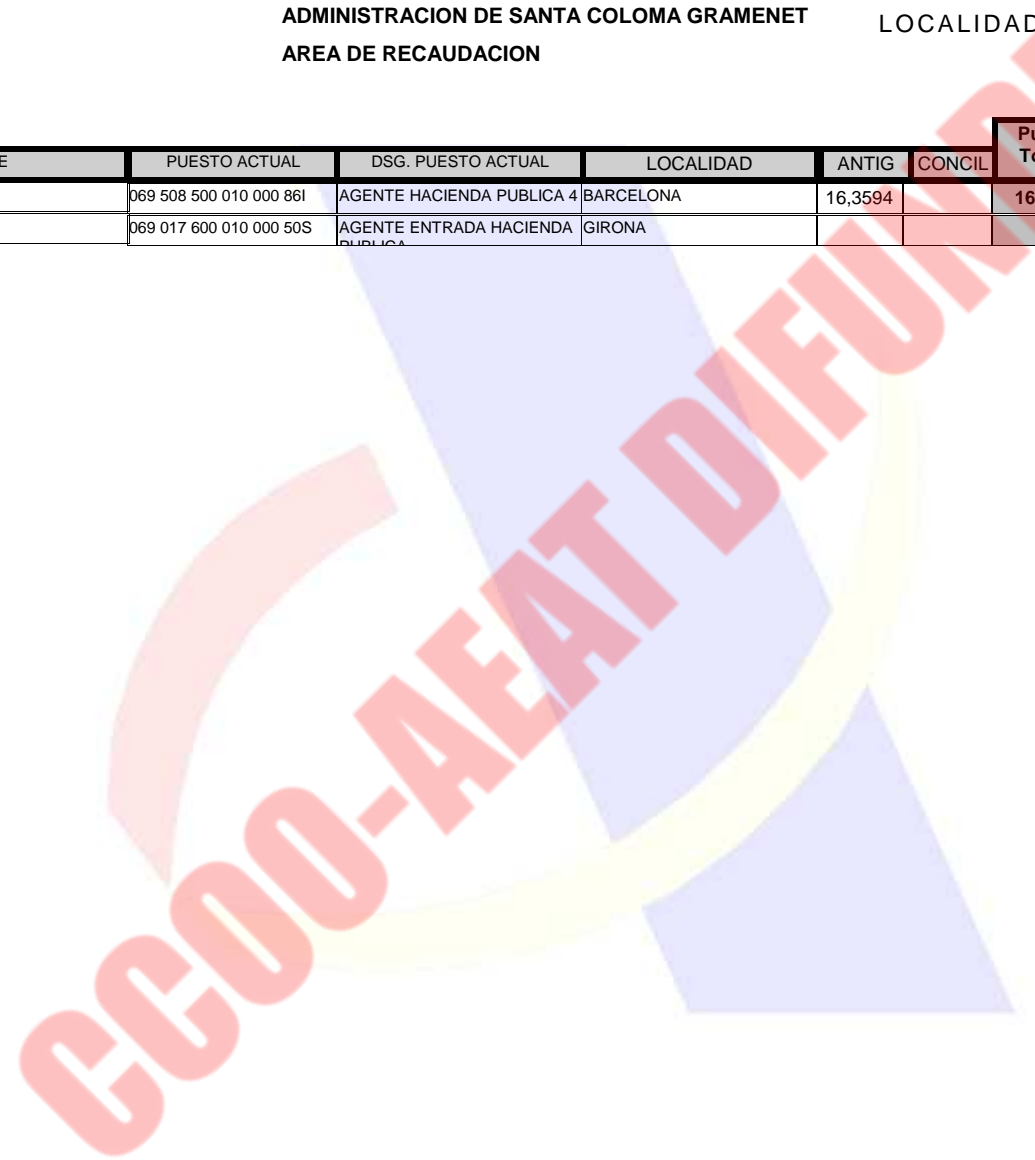 ADMINISTRACION DE SANTA COLOMA GRAMENET
LOCALIDAD
AREA DE RECAUDACION
E PUESTO ACTUAL DSG. PUESTO ACTUAL LOCALIDAD ANTIG CONCIL
069 508 500 010 000 86I AGENTE HACIENDA PUBLICA 4 BARCELONA 16,3594 16
069 017 600 010 000 50S AGENTE ENTRADA HACIENDA GIRONA
PUBLICA
CCOO-AEAT DIFUND